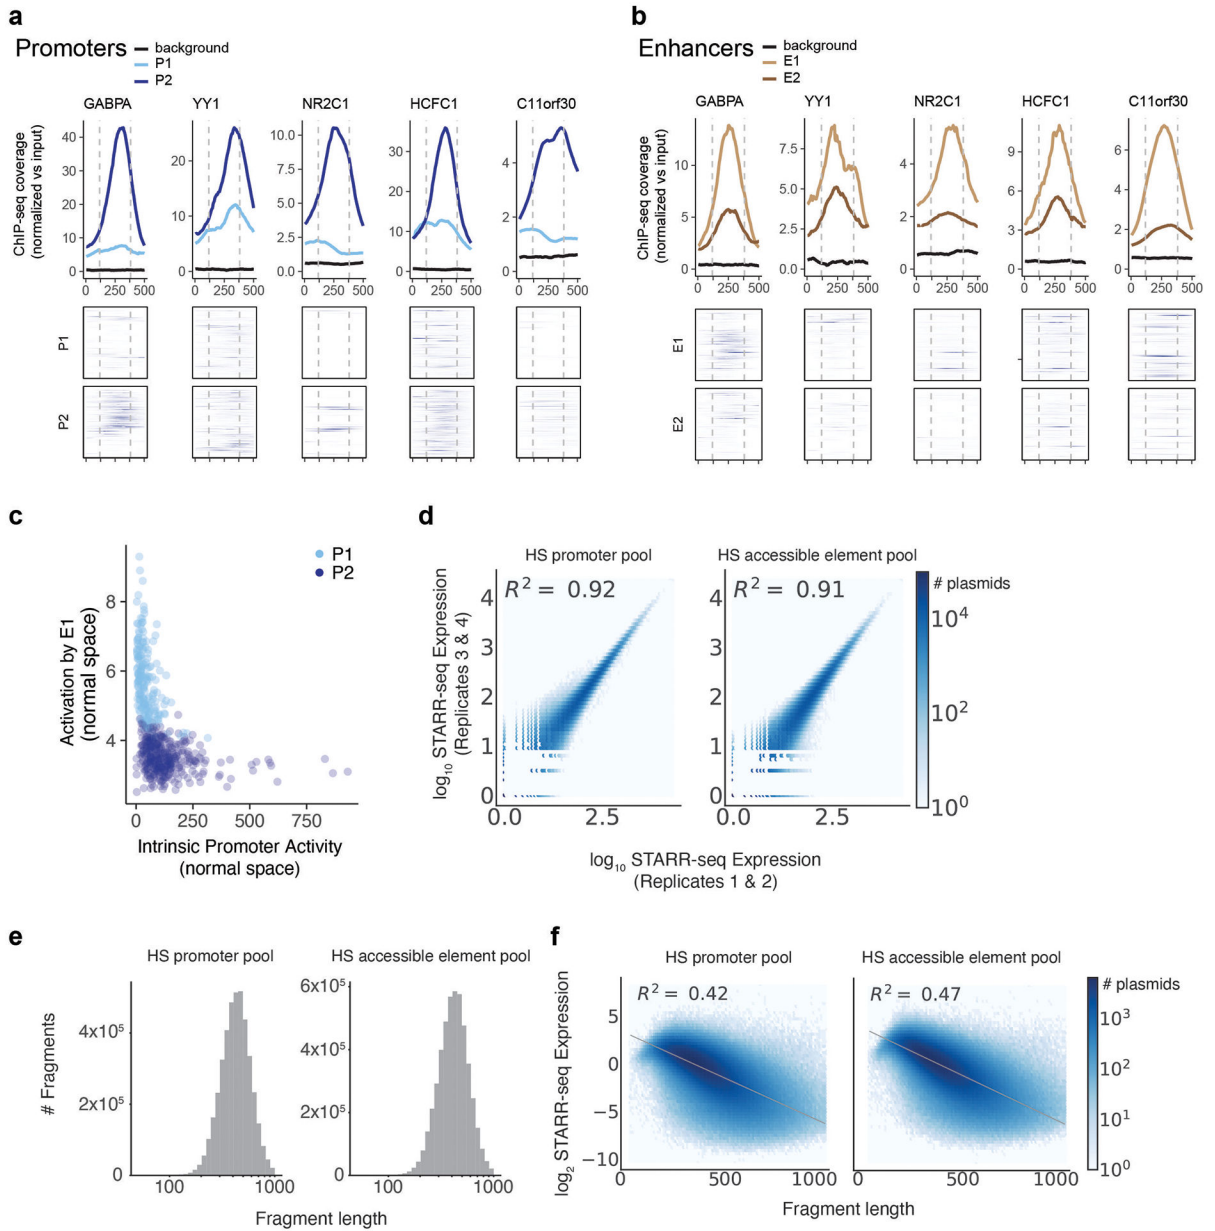 a
Promoters
background
P1
P2
GABPA YY1 NR2C1 HCFC1 C11orf30
ChIP-seq coverage
(normalized vs input)
40
30
20
10
0
20
10
0
10.0
7.5
5.0
2.5
0.0
30
20
10
0
4
2
0
0 250 500 0 250 500 0 250 500 0 250 500 0 250 500
P1
P2
b
Enhancers
background
E1
E2
GABPA YY1 NR2C1 HCFC1 C11orf30
ChIP-seq coverage
(normalized vs input)
10
5
0
7.5
5.0
2.5
0.0
4
2
0
9
6
3
0
6
4
2
0
0 250 500 0 250 500 0 250 500 0 250 500 0 250 500
E1
E2
c
P1
P2
Activation by E1
(normal space)
8
6
4
0 250 500 750
Intrinsic Promoter Activity
(normal space)
d
HS promoter pool
HS accessible element pool
R² = 0.92
R² = 0.91
log₁₀ STARR-seq Expression
(Replicates 3 & 4)
4
3
2
1
0
4
3
2
1
0
0.0 2.5
0.0 2.5
log₁₀ STARR-seq Expression
(Replicates 1 & 2)
# plasmids
10⁴
10²
10⁰
e
HS promoter pool
HS accessible element pool
# Fragments
4x10⁵
2x10⁵
0
6x10⁵
4x10⁵
2x10⁵
0
100 1000
100 1000
Fragment length
f
HS promoter pool
HS accessible element pool
R² = 0.42
R² = 0.47
log₂ STARR-seq Expression
5
0
−5
−10
0 500 1000
0 500 1000
Fragment length
# plasmids
10³
10²
10¹
10⁰